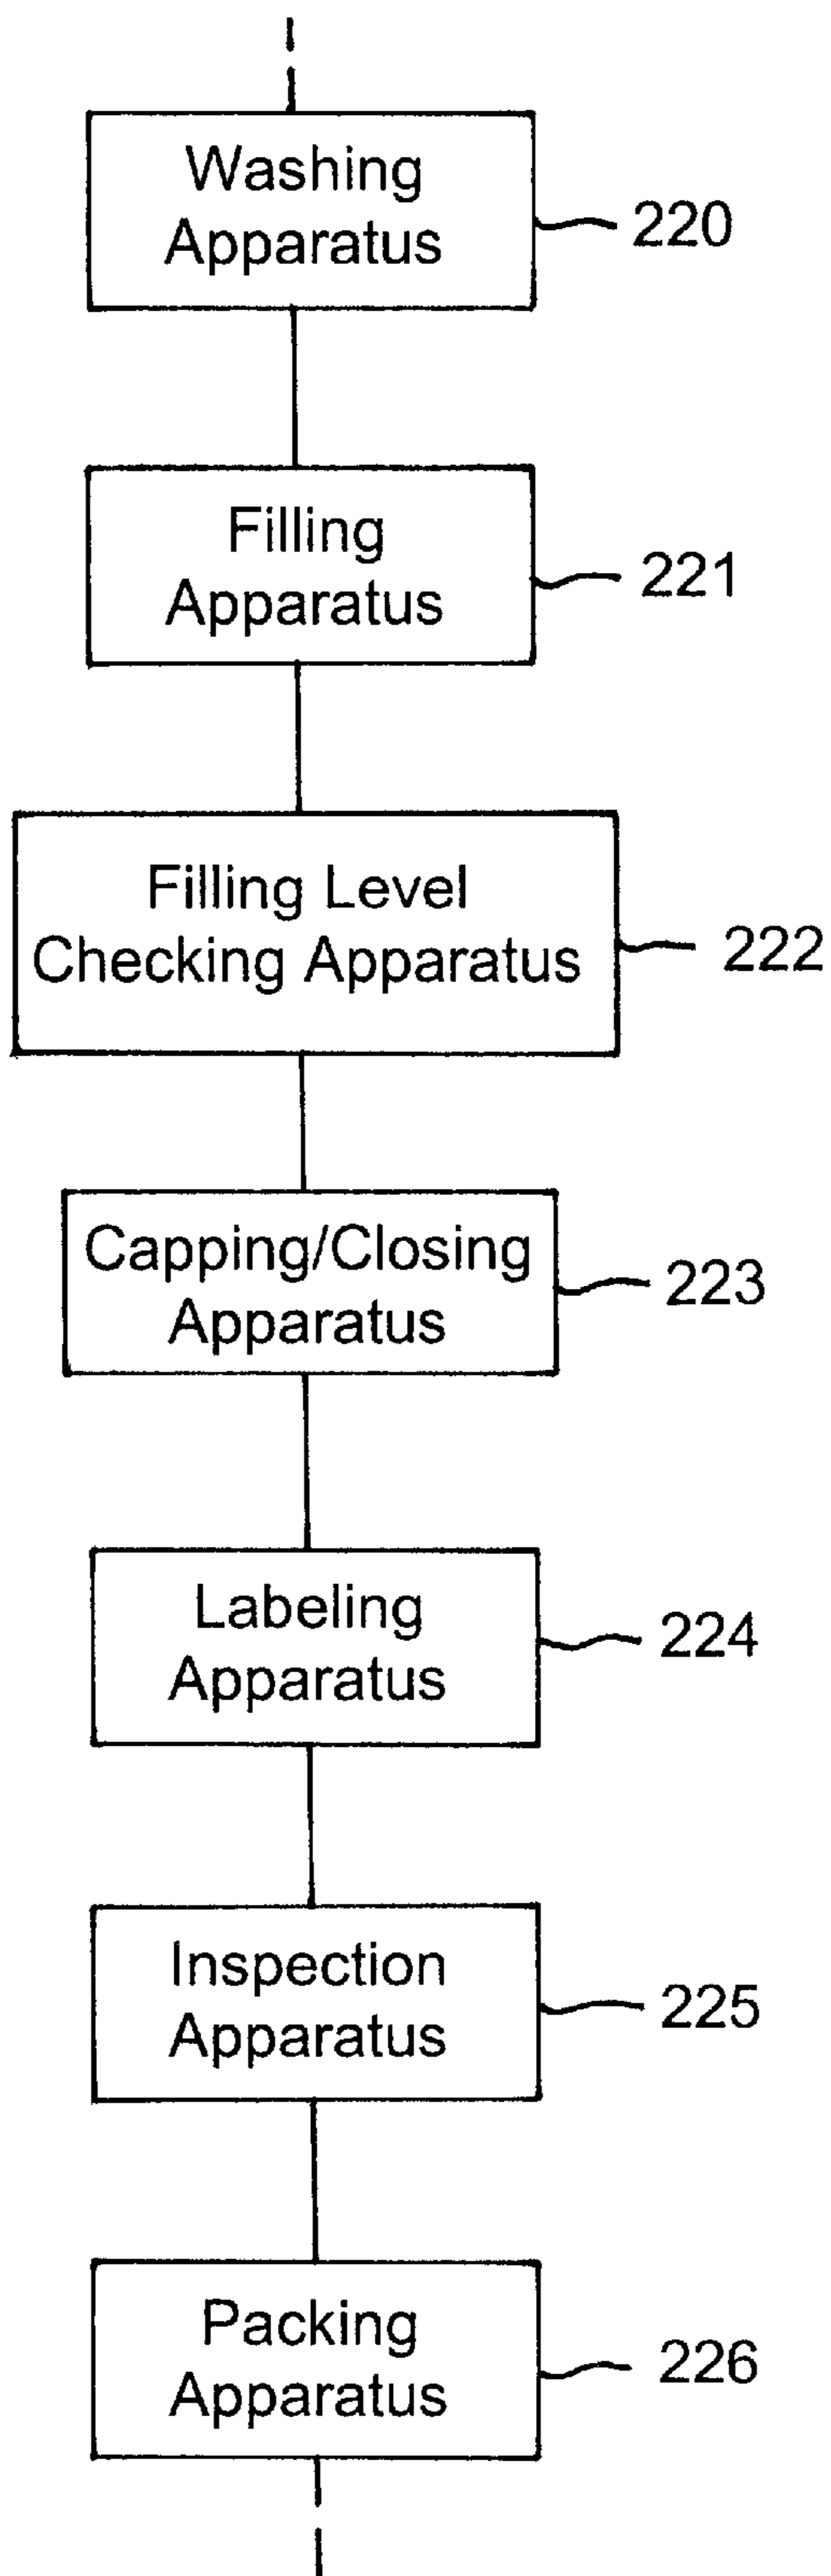 Washing
Apparatus
220
Filling
Apparatus
221
Filling Level
Checking Apparatus
222
Capping/Closing
Apparatus
223
Labeling
Apparatus
224
Inspection
Apparatus
225
Packing
Apparatus
226